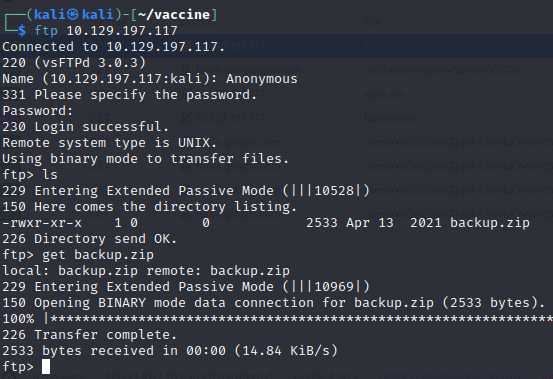 ┌──(kali㉿kali)-[~/vaccine]
└─$ ftp 10.129.197.117
Connected to 10.129.197.117.
220 (vsFTPd 3.0.3)
Name (10.129.197.117:kali): Anonymous
331 Please specify the password.
Password:
230 Login successful.
Remote system type is UNIX.
Using binary mode to transfer files.
ftp> ls
229 Entering Extended Passive Mode (|||10528|)
150 Here comes the directory listing.
-rwxr-xr-x    1 0        0            2533 Apr 13  2021 backup.zip
226 Directory send OK.
ftp> get backup.zip
local: backup.zip remote: backup.zip
229 Entering Extended Passive Mode (|||10969|)
150 Opening BINARY mode data connection for backup.zip (2533 bytes).
100% |***************************************************************
226 Transfer complete.
2533 bytes received in 00:00 (14.84 KiB/s)
ftp>